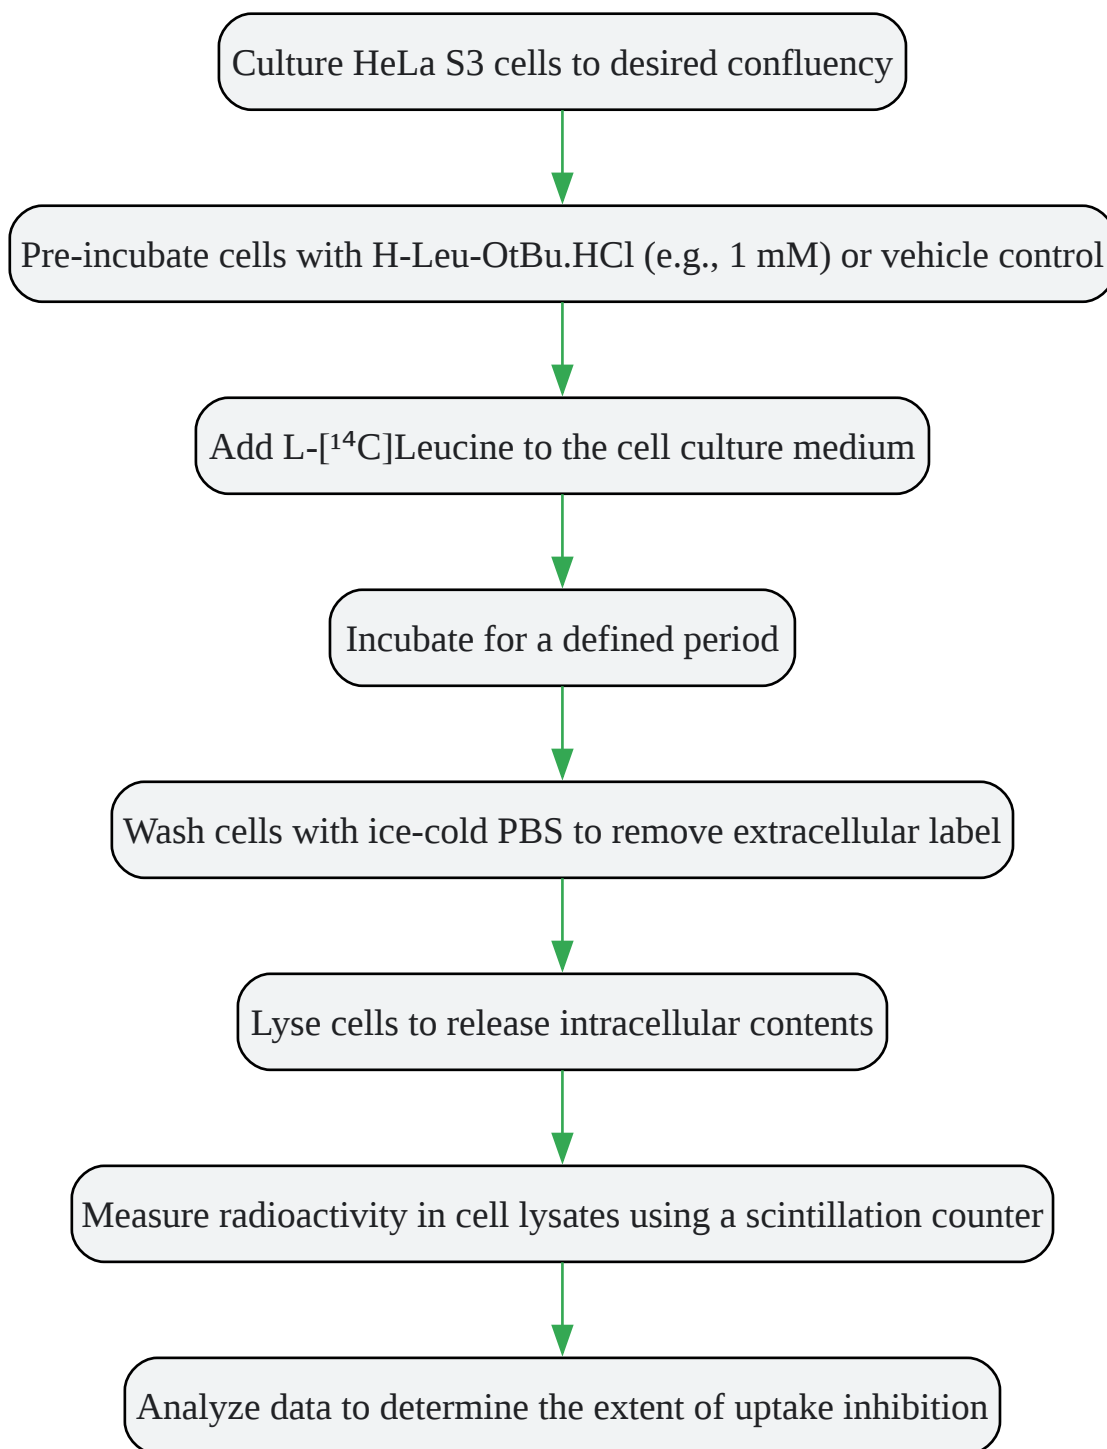 Culture HeLa S3 cells to desired confluency
Pre-incubate cells with H-Leu-OtBu.HCl (e.g., 1 mM) or vehicle control
Add L-[¹⁴C]Leucine to the cell culture medium
Incubate for a defined period
Wash cells with ice-cold PBS to remove extracellular label
Lyse cells to release intracellular contents
Measure radioactivity in cell lysates using a scintillation counter
Analyze data to determine the extent of uptake inhibition